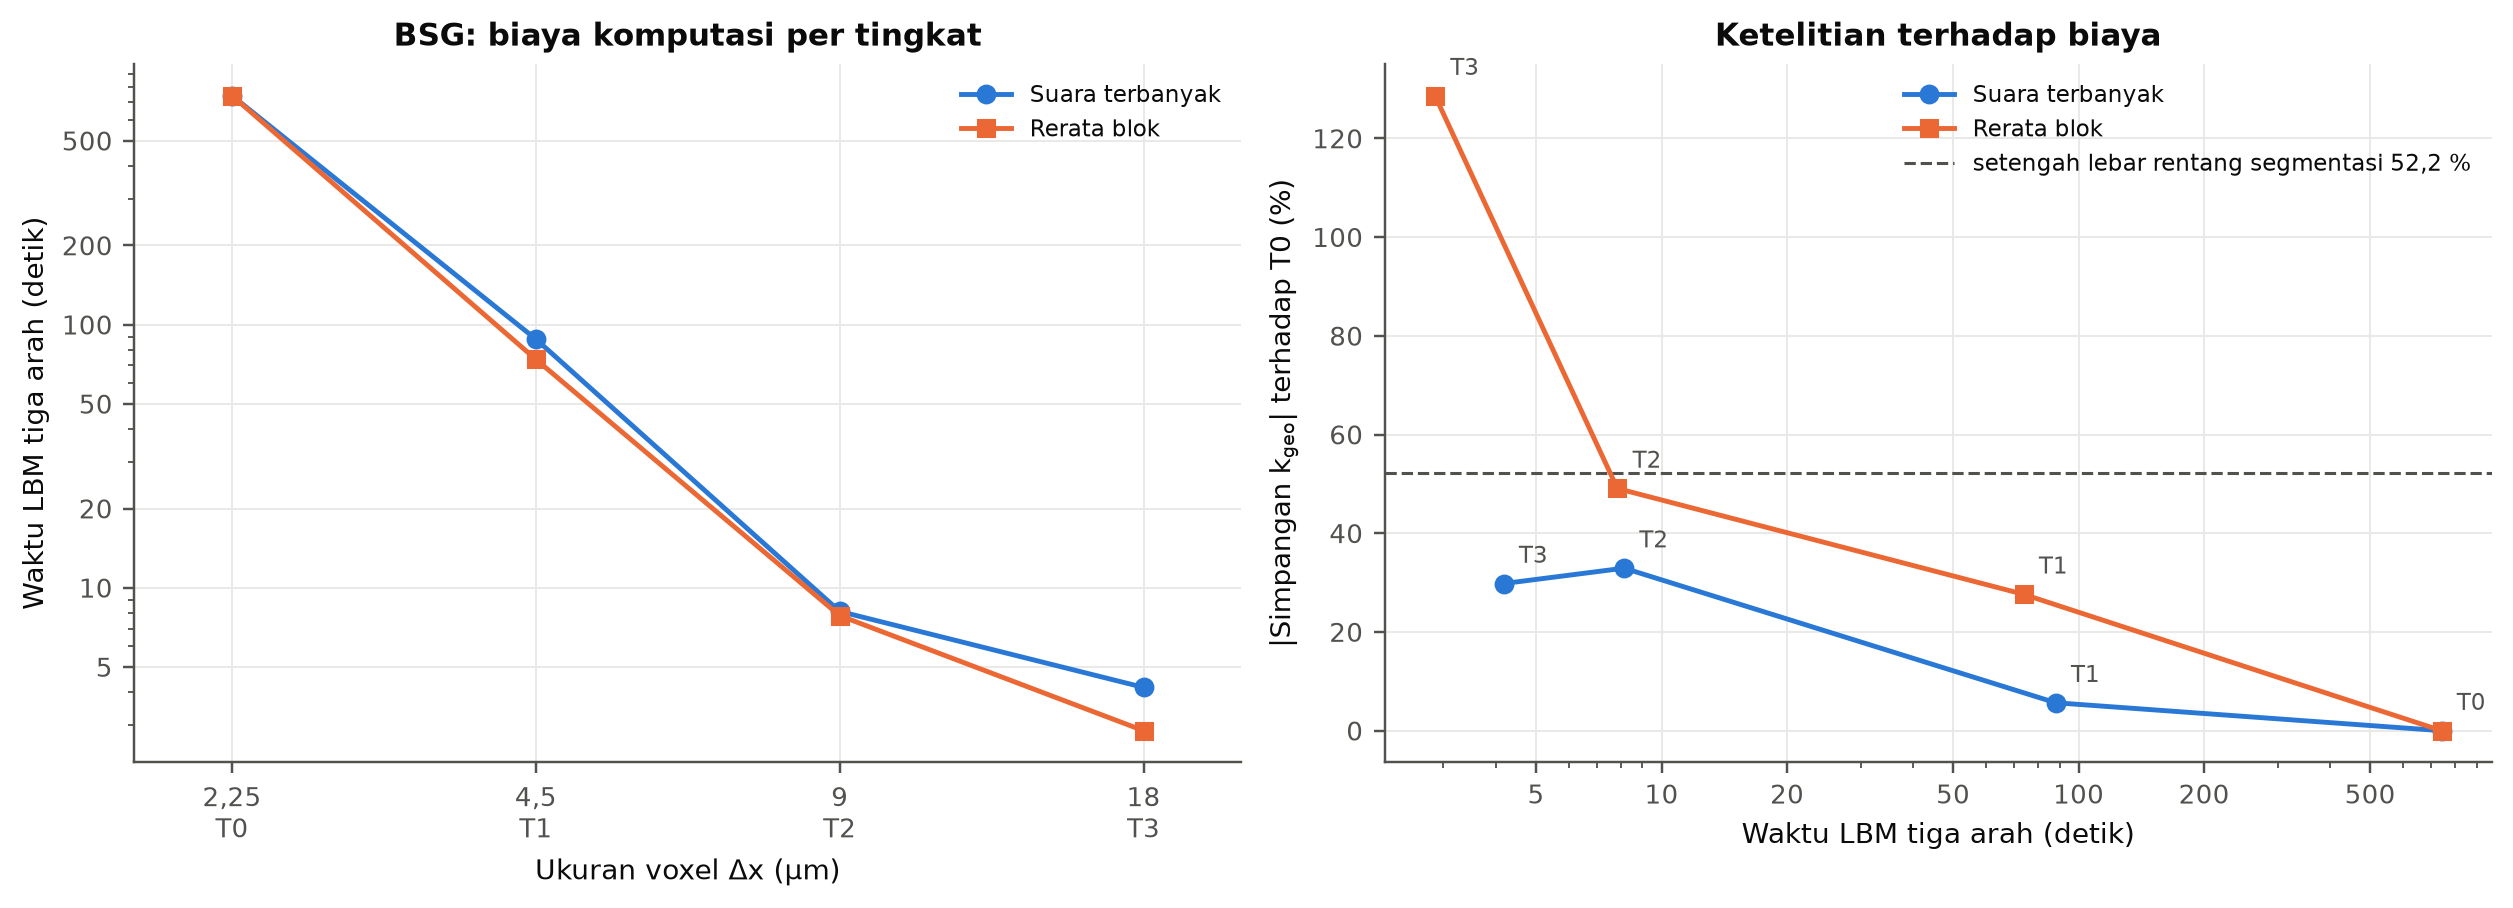 BSG: biaya komputasi per tingkat
Suara terbanyak
Rerata blok
Waktu LBM tiga arah (detik)
500
200
100
50
20
10
5
2,25
T0
4,5
T1
9
T2
18
T3
Ukuran voxel Δx (μm)
Ketelitian terhadap biaya
Suara terbanyak
Rerata blok
setengah lebar rentang segmentasi 52,2 %
|Simpangan kgeo| terhadap T0 (%)
120
100
80
60
40
20
0
T3
T2
T3
T2
T1
T1
T0
5
10
20
50
100
200
500
Waktu LBM tiga arah (detik)